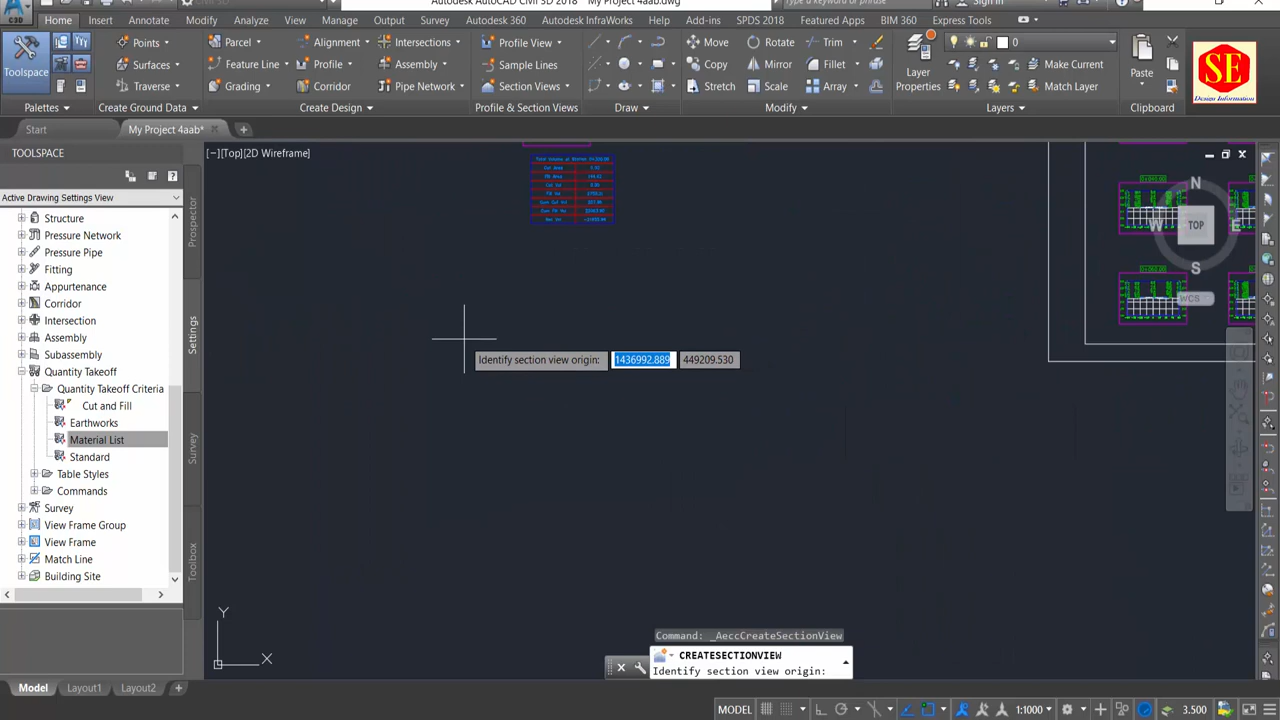 Autodesk AutoCAD Civil 3D 2018 My Project 4aab.dwg
Home Insert Annotate Modify Analyze View Manage Output Survey Autodesk 360 Autodesk InfraWorks Help Add-ins SPDS 2018 Featured Apps BIM 360 Express Tools
Toolspace
Points
Surfaces
Traverse
Parcel
Feature Line
Grading
Alignment
Profile
Corridor
Intersections
Assembly
Pipe Network
Profile View
Sample Lines
Section Views
Move
Copy
Stretch
Rotate
Mirror
Scale
Trim
Fillet
Array
Layer
Properties
0
Make Current
Match Layer
Paste
SE
Design Information
Palettes
Create Ground Data
Create Design
Profile & Section Views
Draw
Modify
Layers
Clipboard
Start
My Project 4aab*
TOOLSPACE
Active Drawing Settings View
Structure
Pressure Network
Pressure Pipe
Fitting
Appurtenance
Corridor
Intersection
Assembly
Subassembly
Quantity Takeoff
Quantity Takeoff Criteria
Cut and Fill
Earthworks
Material List
Standard
Table Styles
Commands
Survey
View Frame Group
View Frame
Match Line
Building Site
Prospector
Settings
Survey
Toolbox
[−][Top][2D Wireframe]
N
W TOP E
S
WCS
Identify section view origin: 1436992.889 449209.530
Y
X
Command: _AeccCreateSectionView
CREATESECTIONVIEW
Identify section view origin:
Model Layout1 Layout2
MODEL 1:1000 3.500